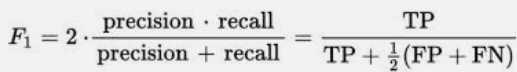 F₁ = 2 · precision · recall / precision + recall = TP / TP + ½(FP + FN)